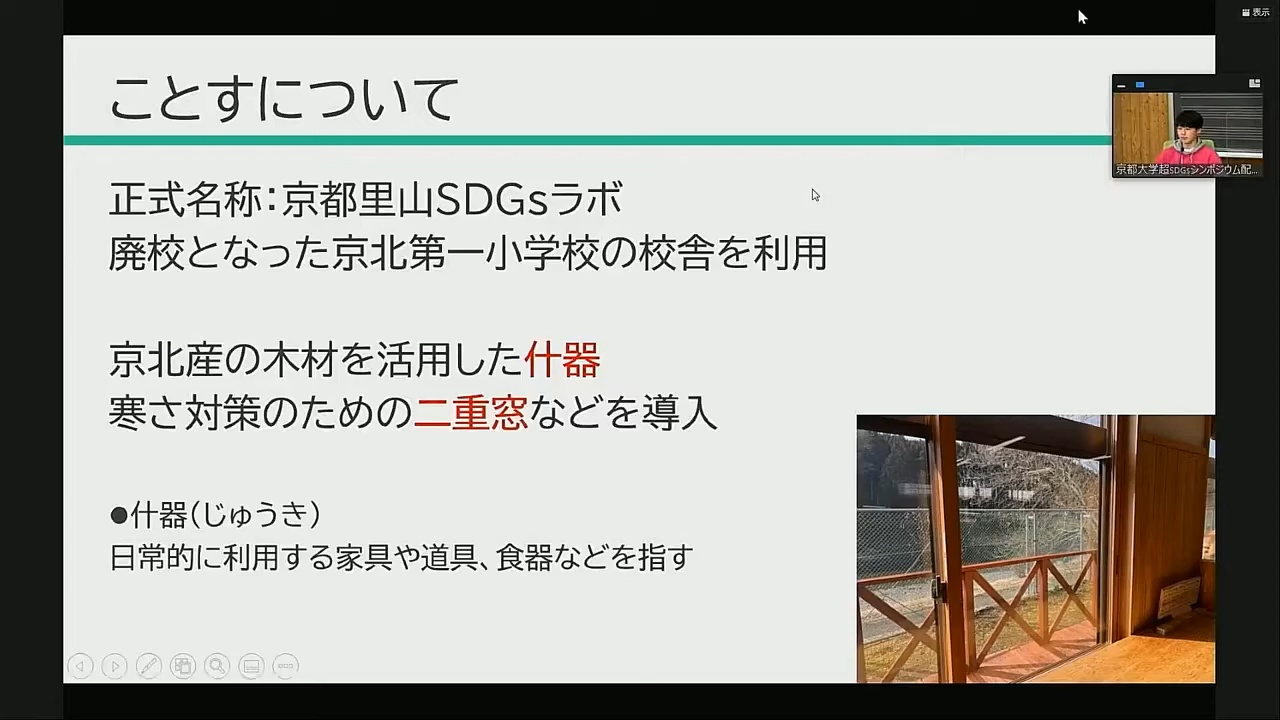 表示
ことすについて
京都大学超SDGsシンポジウム配...
正式名称：京都里山SDGsラボ
廃校となった京北第一小学校の校舎を利用
京北産の木材を活用した什器
寒さ対策のための二重窓などを導入
●什器（じゅうき）
日常的に利用する家具や道具、食器などを指す